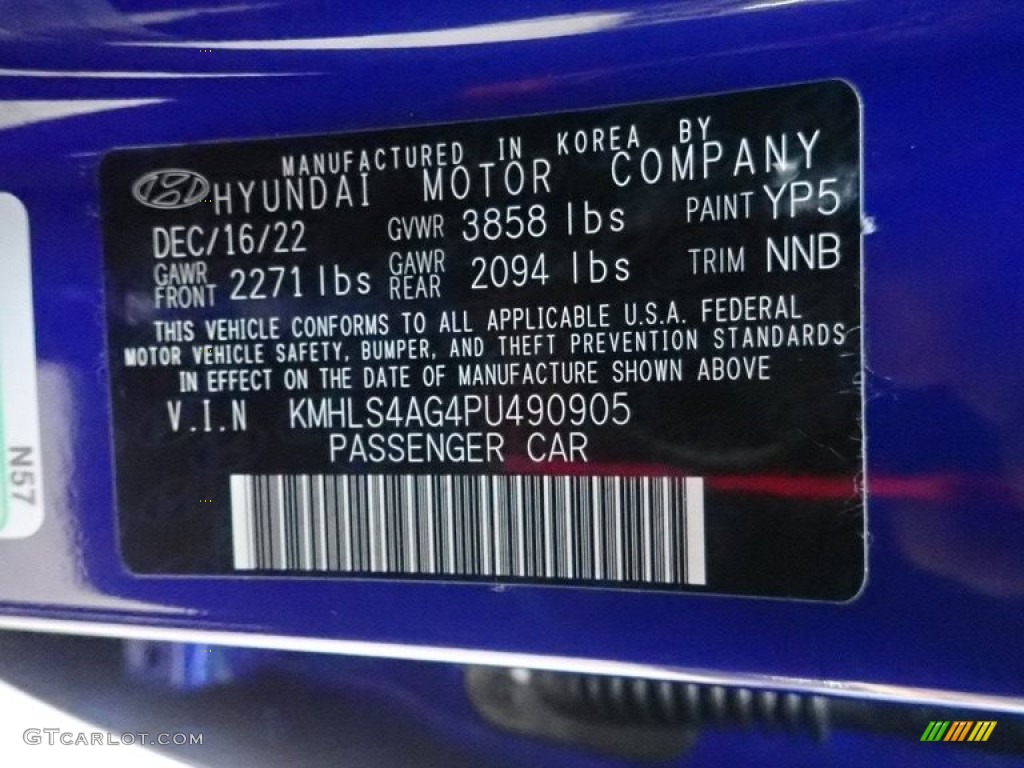 MANUFACTURED IN KOREA BY
HYUNDAI MOTOR COMPANY
DEC/16/22 GVWR 3858 lbs PAINT YP5
GAWR FRONT 2271 lbs GAWR REAR 2094 lbs TRIM NNB
THIS VEHICLE CONFORMS TO ALL APPLICABLE U.S.A. FEDERAL
MOTOR VEHICLE SAFETY, BUMPER, AND THEFT PREVENTION STANDARDS
IN EFFECT ON THE DATE OF MANUFACTURE SHOWN ABOVE
V.I.N KMHLS4AG4PU490905
PASSENGER CAR
N57
GTCARLOT.COM